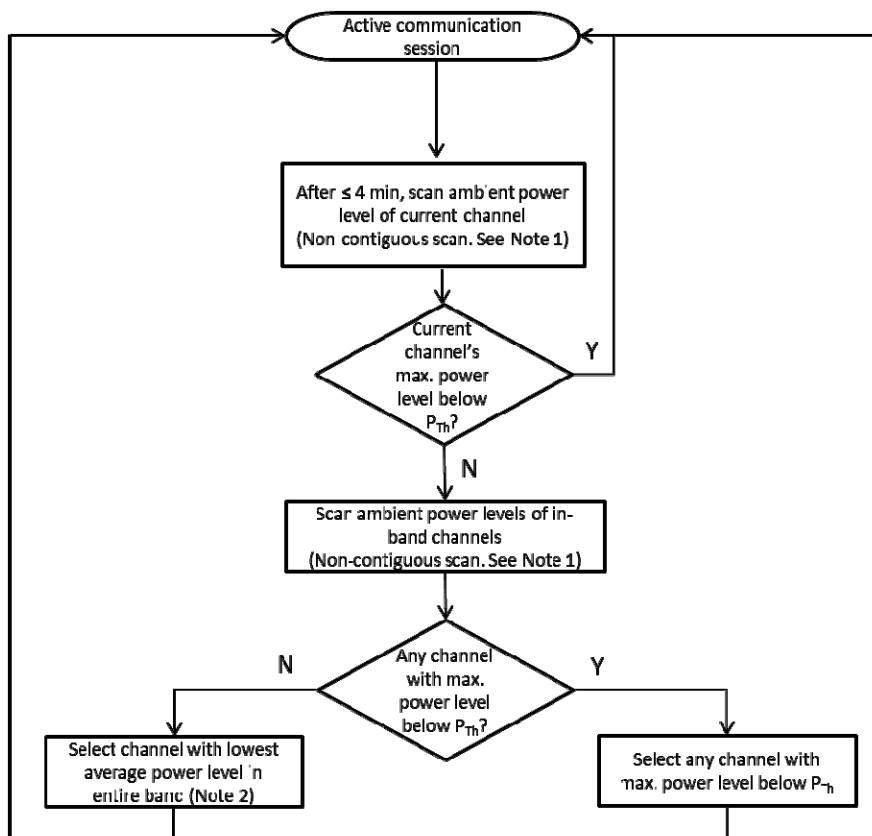 Active communication
session
After ≤ 4 min, scan ambient power
level of current channel
(Non contiguous scan. See Note 1)
Current
channel's
max. power
level below
P_Th?
Y
N
Scan ambient power levels of in-
band channels
(Non-contiguous scan. See Note 1)
N
Any channel
with max.
power level
below P_Th?
Y
Select channel with lowest
average power level in
entire band (Note 2)
Select any channel with
max. power level below P_Th